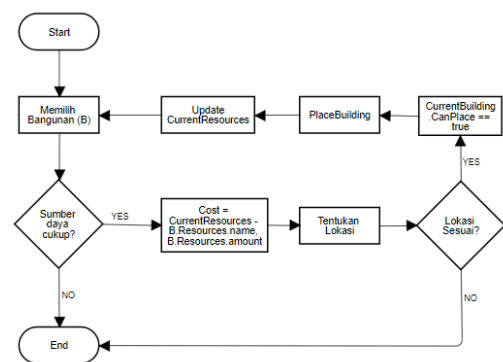 Start
Memilih
Bangunan (B)
Update
CurrentResources
PlaceBuilding
CurrentBuilding
.CanPlace ==
true
YES
Sumber
daya
cukup?
YES
Cost =
CurrentResources -
B.Resources.name,
B.Resources.amount
Tentukan
Lokasi
Lokasi
Sesuai?
NO
NO
End